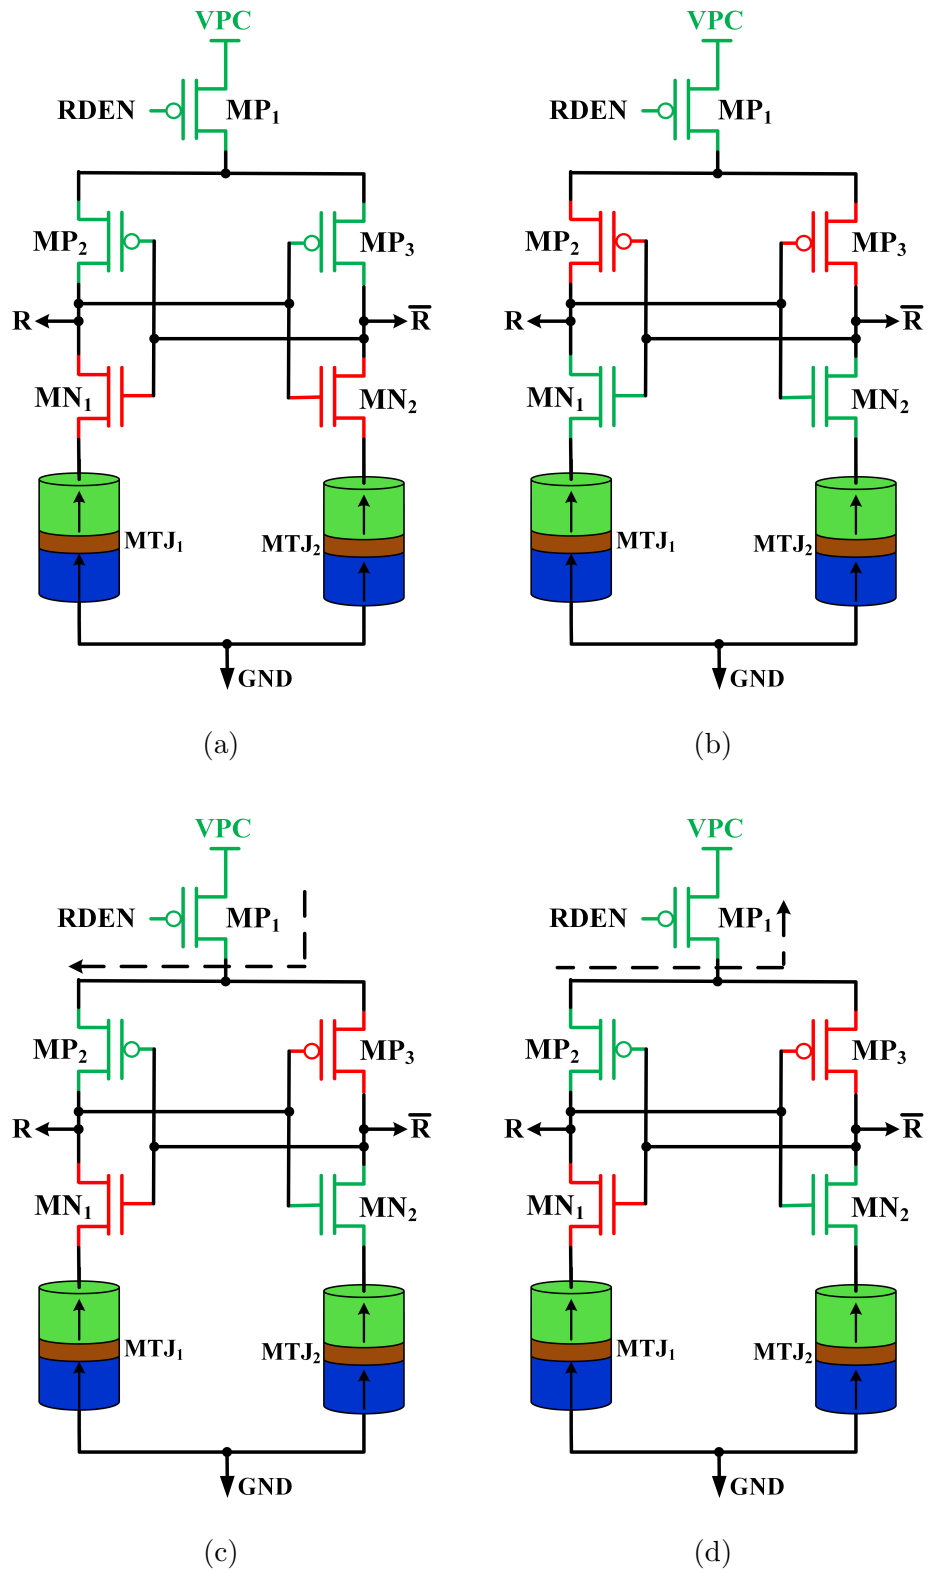 VPC
RDEN MP₁
MP₂ MP₃
R R̅
MN₁ MN₂
MTJ₁ MTJ₂
GND
(a)
VPC
RDEN MP₁
MP₂ MP₃
R R̅
MN₁ MN₂
MTJ₁ MTJ₂
GND
(b)
VPC
RDEN MP₁
MP₂ MP₃
R R̅
MN₁ MN₂
MTJ₁ MTJ₂
GND
(c)
VPC
RDEN MP₁
MP₂ MP₃
R R̅
MN₁ MN₂
MTJ₁ MTJ₂
GND
(d)